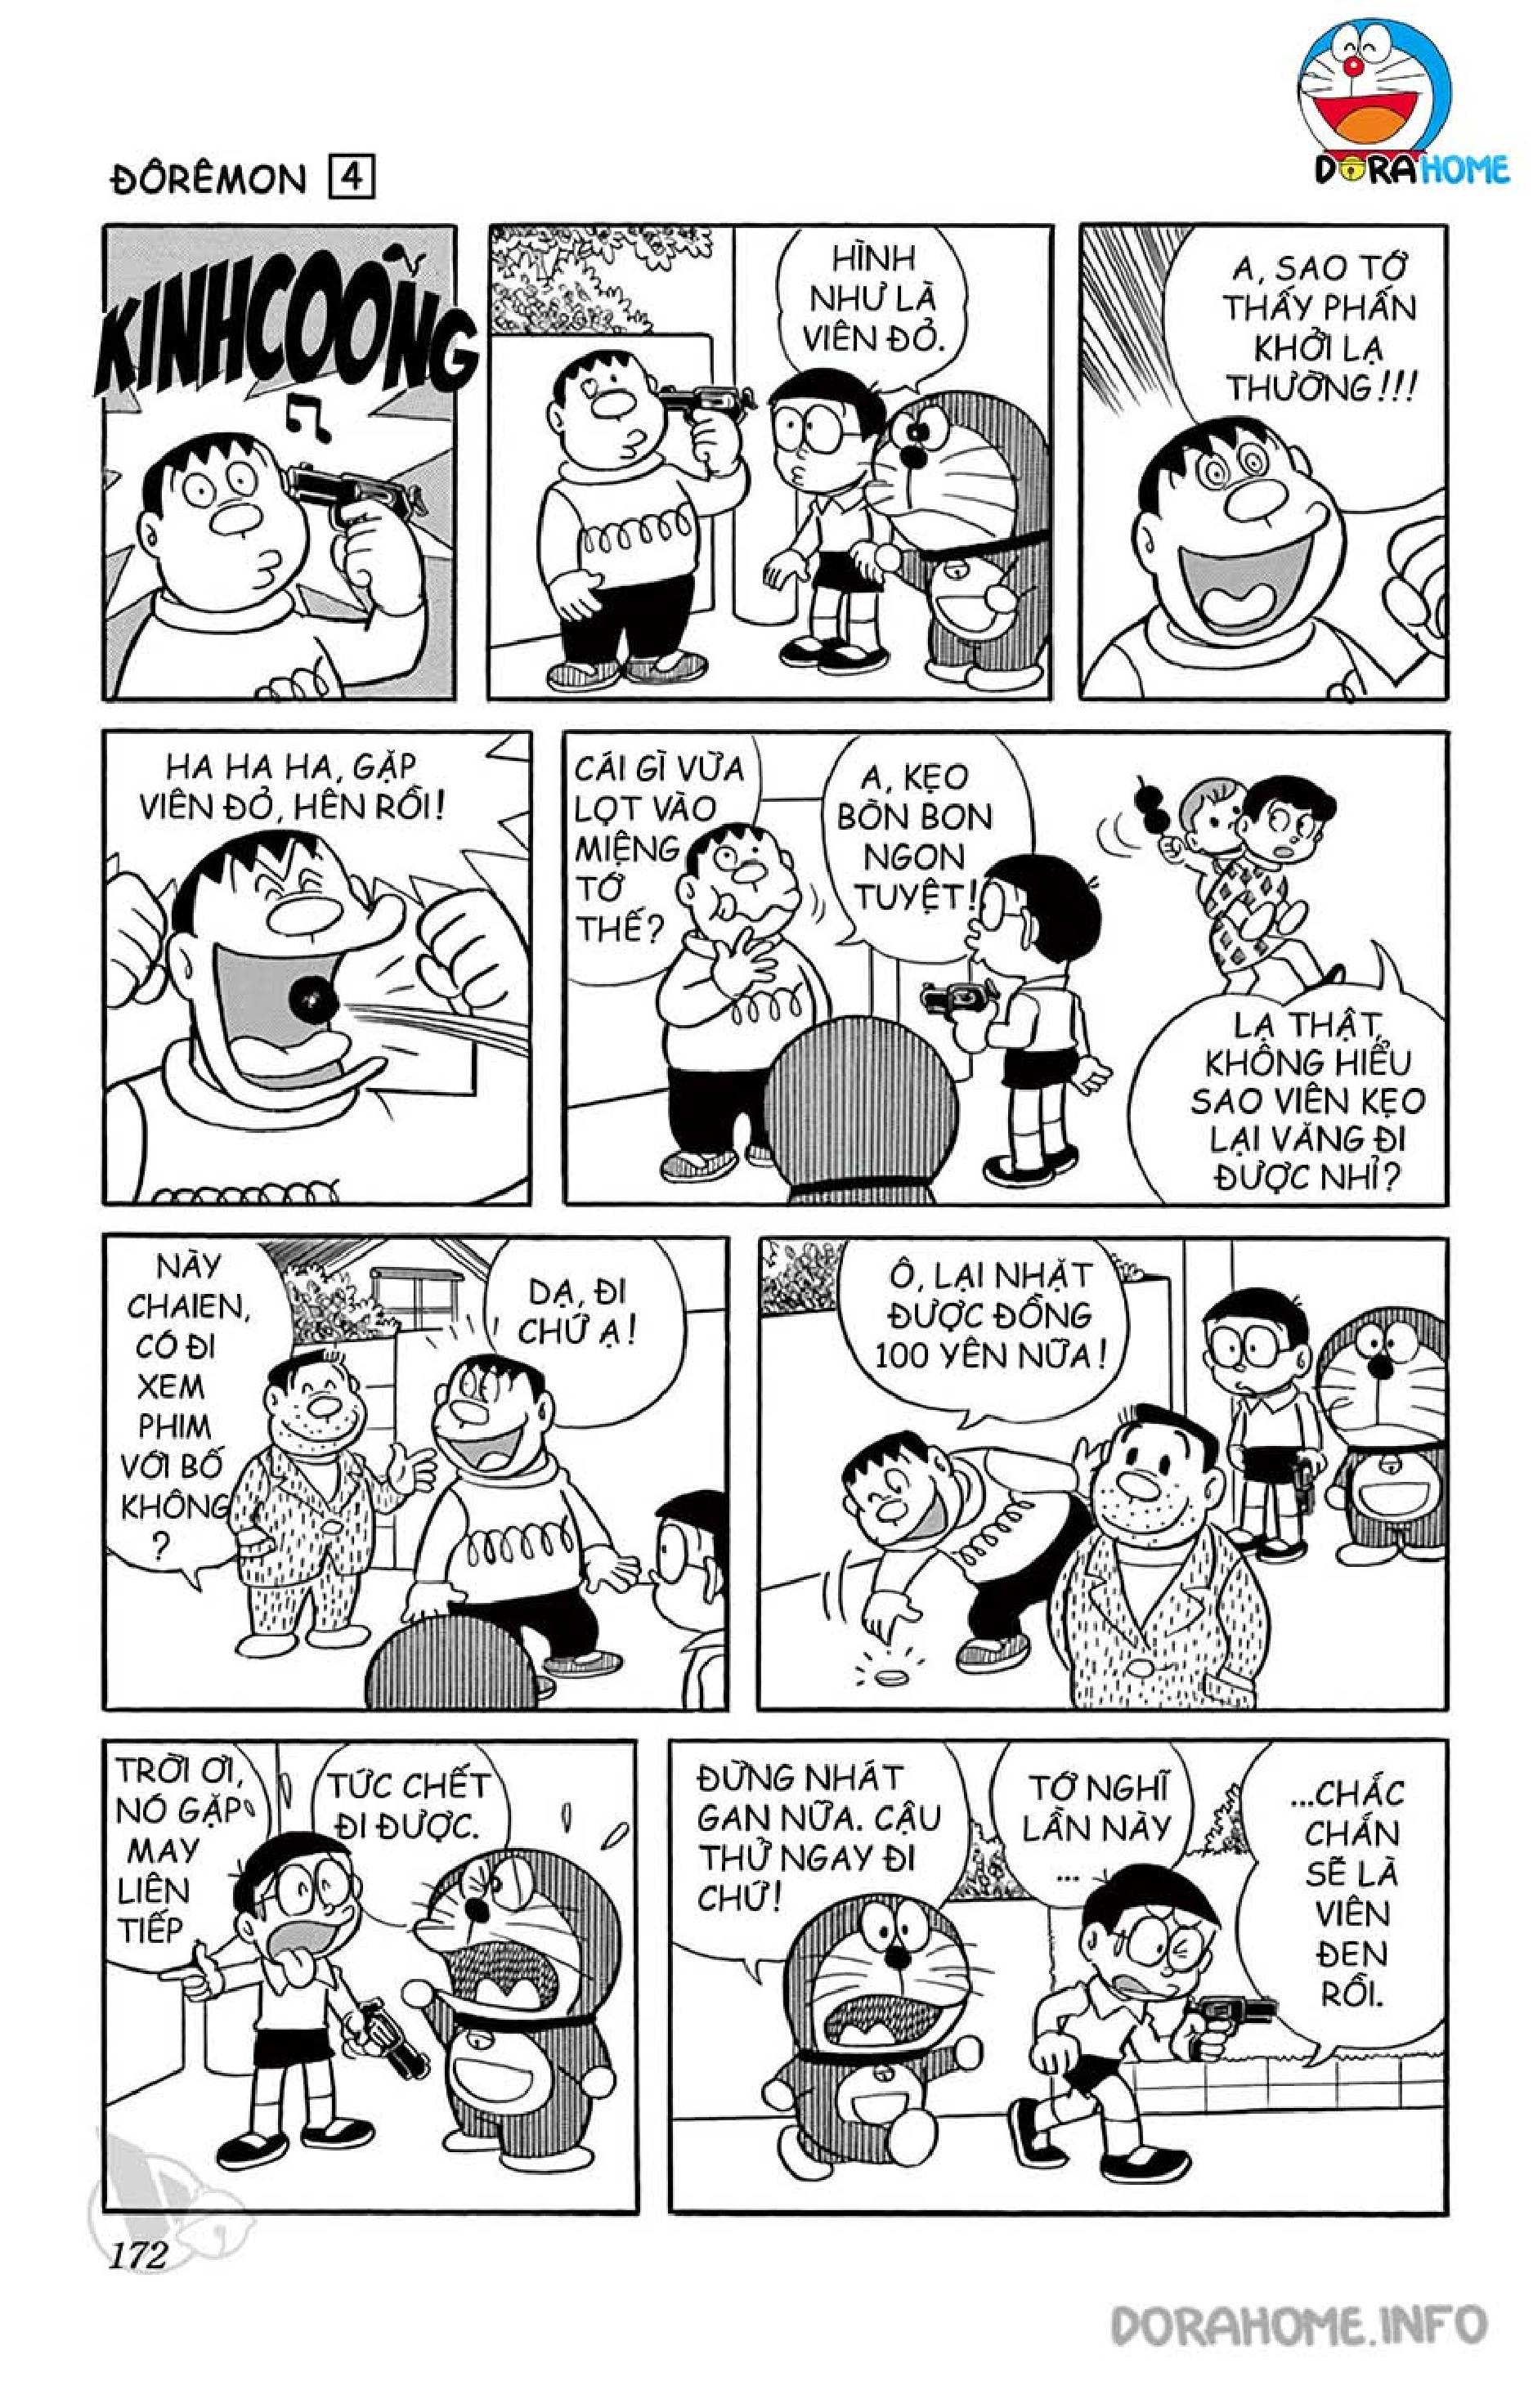 DORAHOME
ĐÔRÊMON 4
KINHCOONG
HÌNH
NHƯ LÀ
VIÊN ĐỎ.
A, SAO TỚ
THẤY PHẤN
KHỞI LẠ
THƯỜNG!!!
HA HA HA, GẶP
VIÊN ĐỎ, HÊN RỒI!
CÁI GÌ VỪA
LỌT VÀO
MIỆNG
TỚ
THẾ?
A, KẸO
BÒN BON
NGON
TUYỆT!
LẠ THẬT,
KHÔNG HIỂU
SAO VIÊN KẸO
LẠI VĂNG ĐI
ĐƯỢC NHỈ?
NÀY
CHAIEN,
CÓ ĐI
XEM
PHIM
VỚI BỐ
KHÔNG
?
DẠ, ĐI
CHỨ Ạ!
Ô, LẠI NHẶT
ĐƯỢC ĐỒNG
100 YÊN NỮA!
TRỜI ƠI,
NÓ GẶP
MAY
LIÊN
TIẾP
TỨC CHẾT
ĐI ĐƯỢC.
ĐỪNG NHÁT
GAN NỮA. CẬU
THỬ NGAY ĐI
CHỨ!
TỚ NGHĨ
LẦN NÀY
...
...CHẮC
CHẮN
SẼ LÀ
VIÊN
ĐEN
RỒI.
172
DORAHOME.INFO